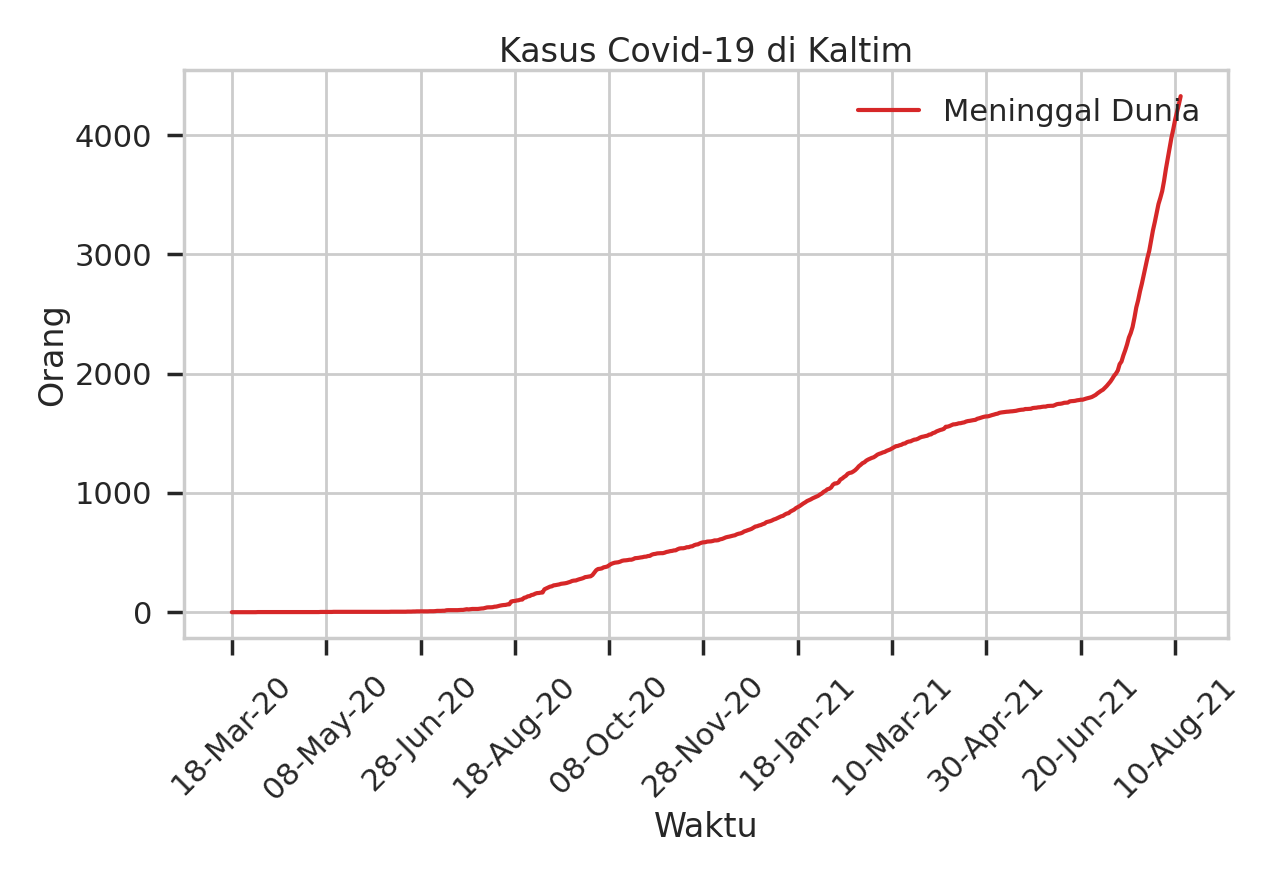 Kasus Covid-19 di Kaltim
Meninggal Dunia
Orang
4000
3000
2000
1000
0
18-Mar-20
08-May-20
28-Jun-20
18-Aug-20
08-Oct-20
28-Nov-20
18-Jan-21
10-Mar-21
30-Apr-21
20-Jun-21
10-Aug-21
Waktu